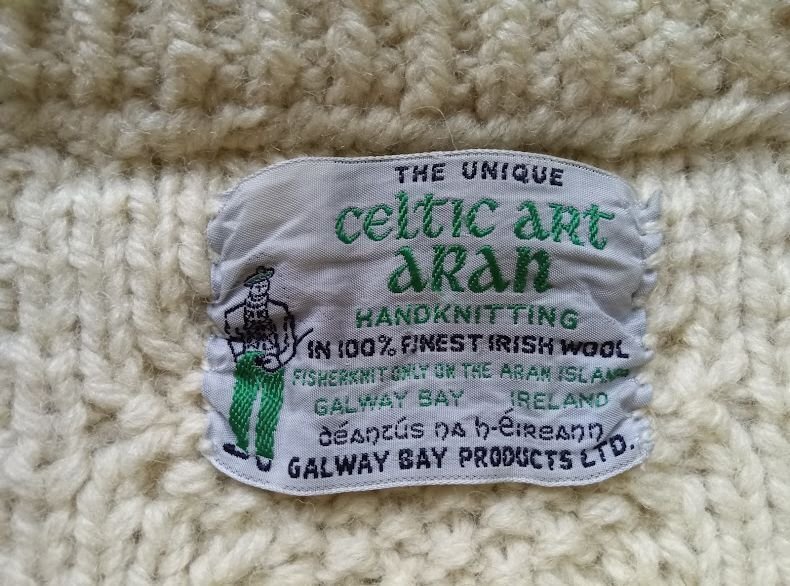 THE UNIQUE
CELTIC ART
ARAN
HANDKNITTING
IN 100% FINEST IRISH WOOL
FISHERKNIT ONLY ON THE ARAN ISLAND
GALWAY BAY IRELAND
déantús na h-Éireann
GALWAY BAY PRODUCTS LTD.